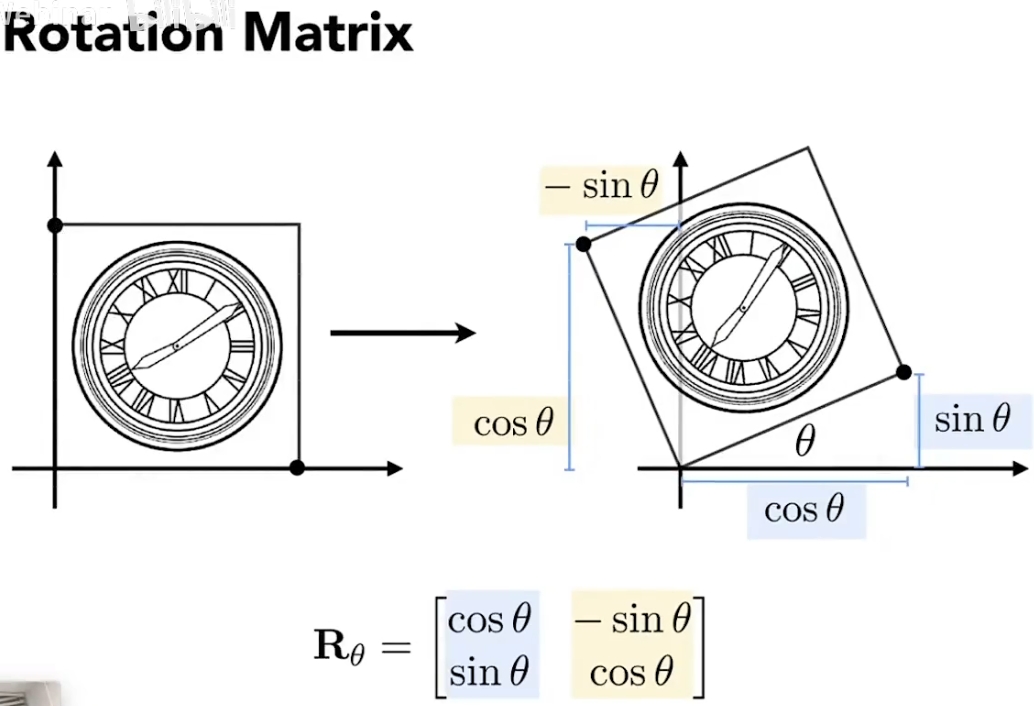 Rotation Matrix
− sin θ
cos θ
sin θ
θ
cos θ
R_θ = [cos θ − sin θ
sin θ cos θ]